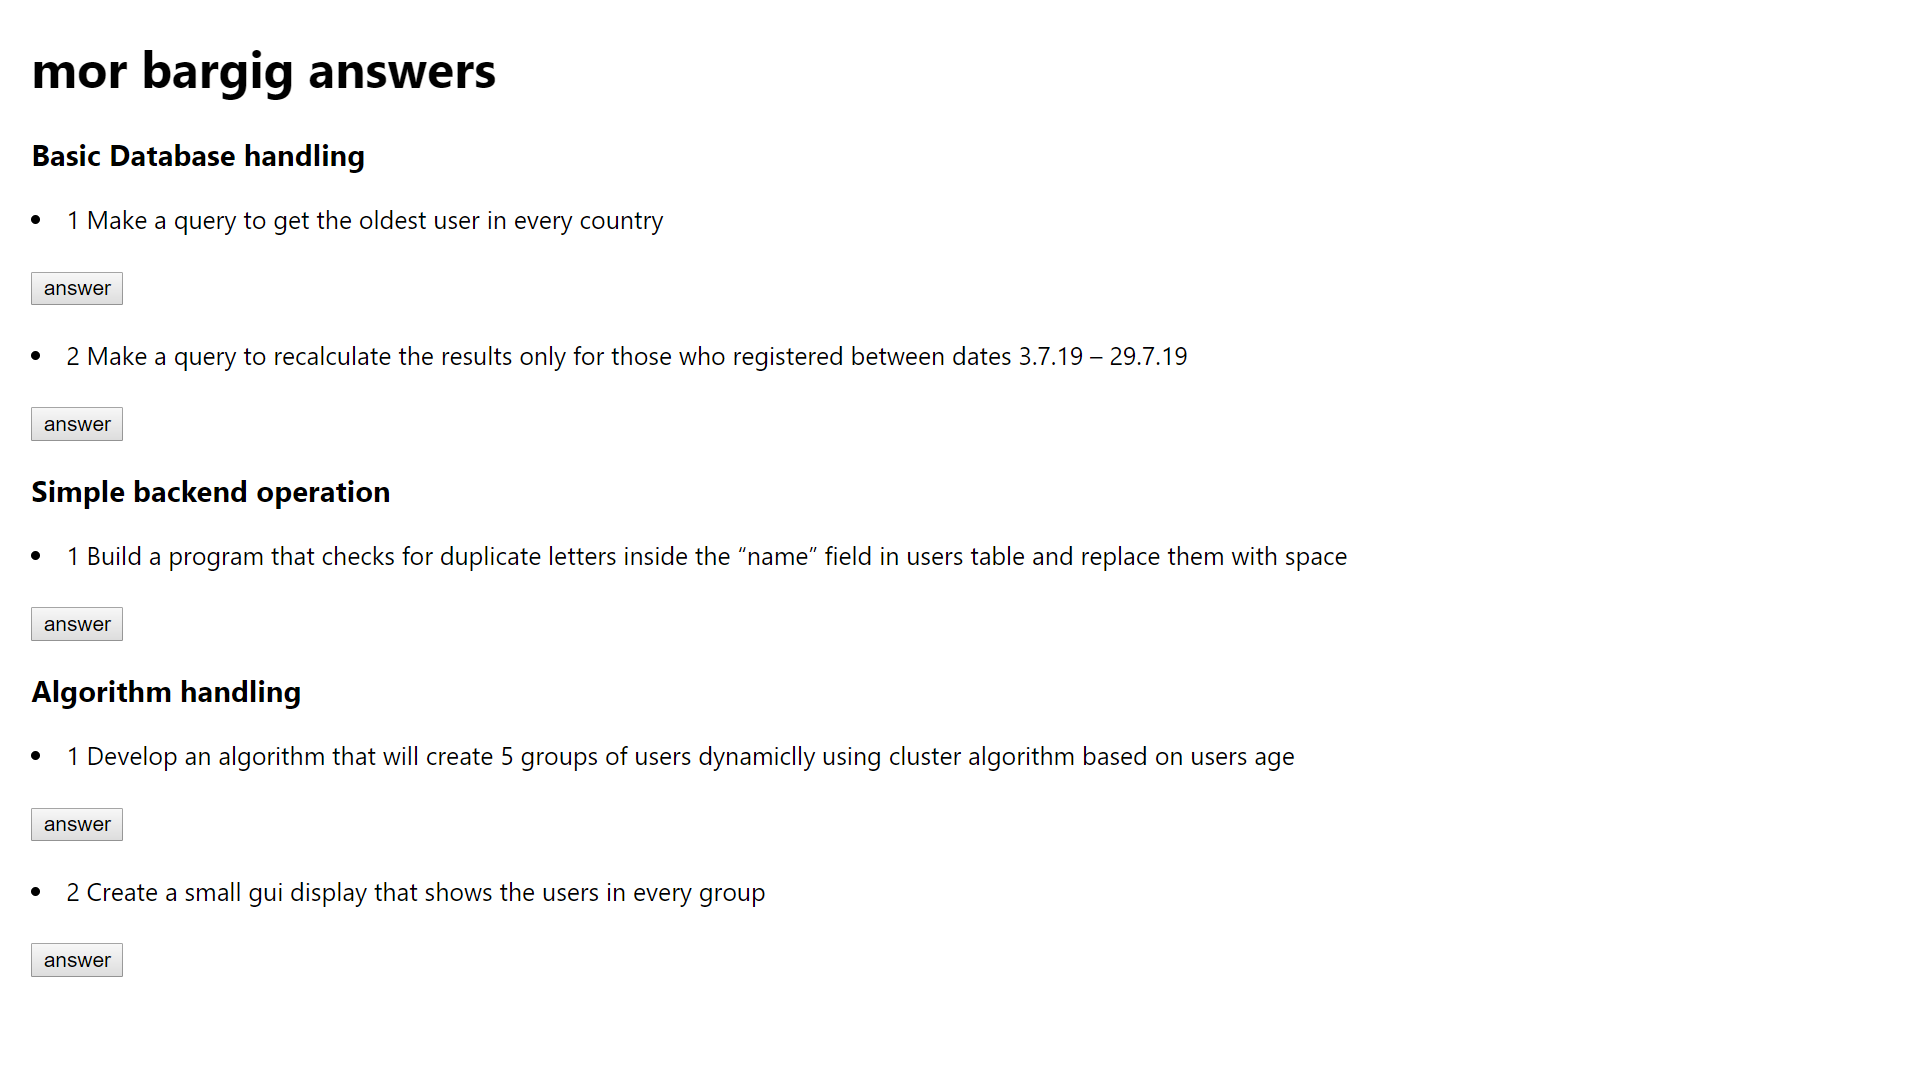 mor bargig answers
Basic Database handling
• 1 Make a query to get the oldest user in every country
answer
• 2 Make a query to recalculate the results only for those who registered between dates 3.7.19 – 29.7.19
answer
Simple backend operation
• 1 Build a program that checks for duplicate letters inside the “name” field in users table and replace them with space
answer
Algorithm handling
• 1 Develop an algorithm that will create 5 groups of users dynamiclly using cluster algorithm based on users age
answer
• 2 Create a small gui display that shows the users in every group
answer